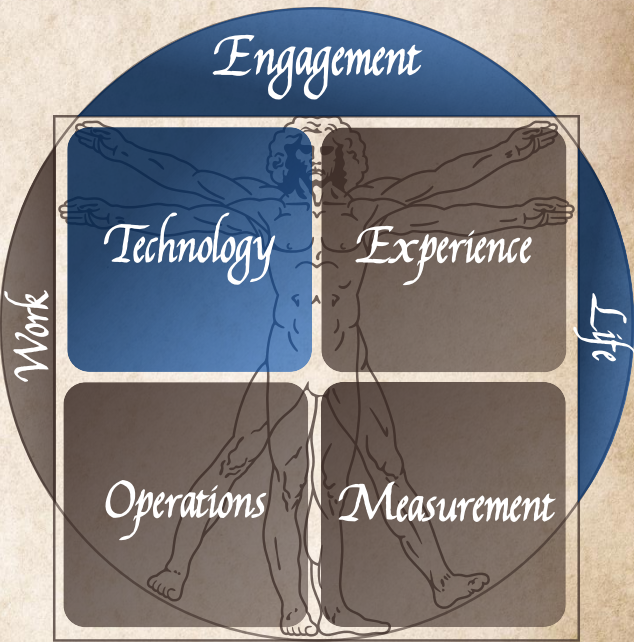 Engagement
Technology
Experience
Work
Life
Operations
Measurement